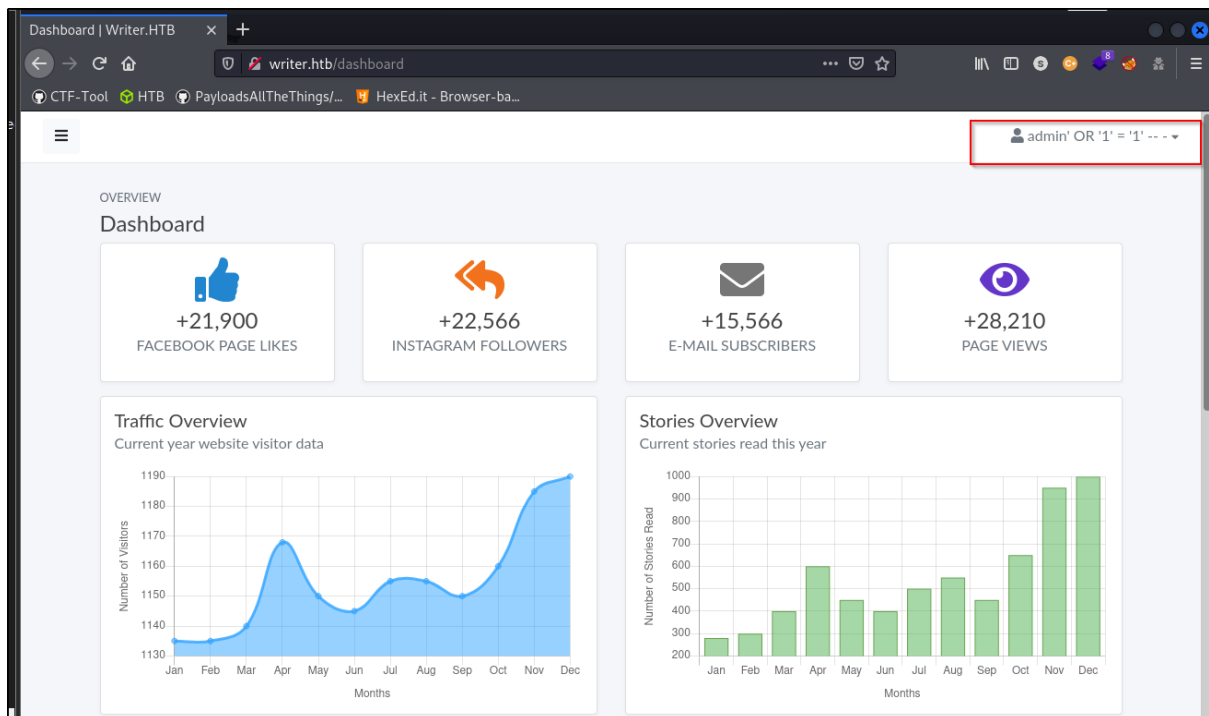 Dashboard | Writer.HTB
writer.htb/dashboard
8
CTF-Tool HTB PayloadsAllTheThings/... HexEd.it - Browser-ba...
admin' OR '1' = '1' -- -
OVERVIEW
Dashboard
+21,900
FACEBOOK PAGE LIKES
+22,566
INSTAGRAM FOLLOWERS
+15,566
E-MAIL SUBSCRIBERS
+28,210
PAGE VIEWS
Traffic Overview
Current year website visitor data
1190
1180
1170
1160
1150
1140
1130
Number of Visitors
Jan Feb Mar Apr May Jun Jul Aug Sep Oct Nov Dec
Months
Stories Overview
Current stories read this year
1000
900
800
700
600
500
400
300
200
Number of Stories Read
Jan Feb Mar Apr May Jun Jul Aug Sep Oct Nov Dec
Months